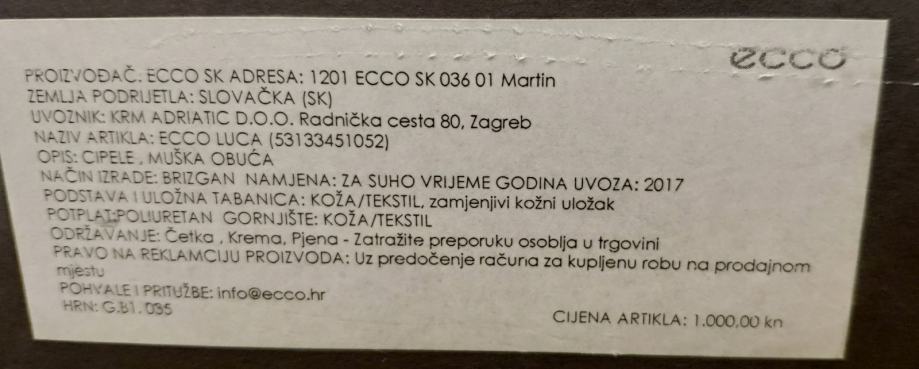 ecco
PROIZVOĐAČ: ECCO SK ADRESA: 1201 ECCO SK 036 01 Martin
ZEMLJA PODRIJETLA: SLOVAČKA (SK)
UVOZNIK: KRM ADRIATIC D.O.O. Radnička cesta 80, Zagreb
NAZIV ARTIKLA: ECCO LUCA (53133451052)
OPIS: CIPELE , MUŠKA OBUĆA
NAČIN IZRADE: BRIZGAN NAMJENA: ZA SUHO VRIJEME GODINA UVOZA: 2017
PODSTAVA I ULOŽNA TABANICA: KOŽA/TEKSTIL, zamjenjivi kožni uložak
POTPLAT:POLIURETAN GORNJIŠTE: KOŽA/TEKSTIL
ODRŽAVANJE: Četka , Krema, Pjena - Zatražite preporuku osoblja u trgovini
PRAVO NA REKLAMCIJU PROIZVODA: Uz predočenje računa za kupljenu robu na prodajnom
mjestu
POHVALE I PRITUŽBE: info@ecco.hr
HRN: G.B1. 035
CIJENA ARTIKLA: 1.000,00 kn